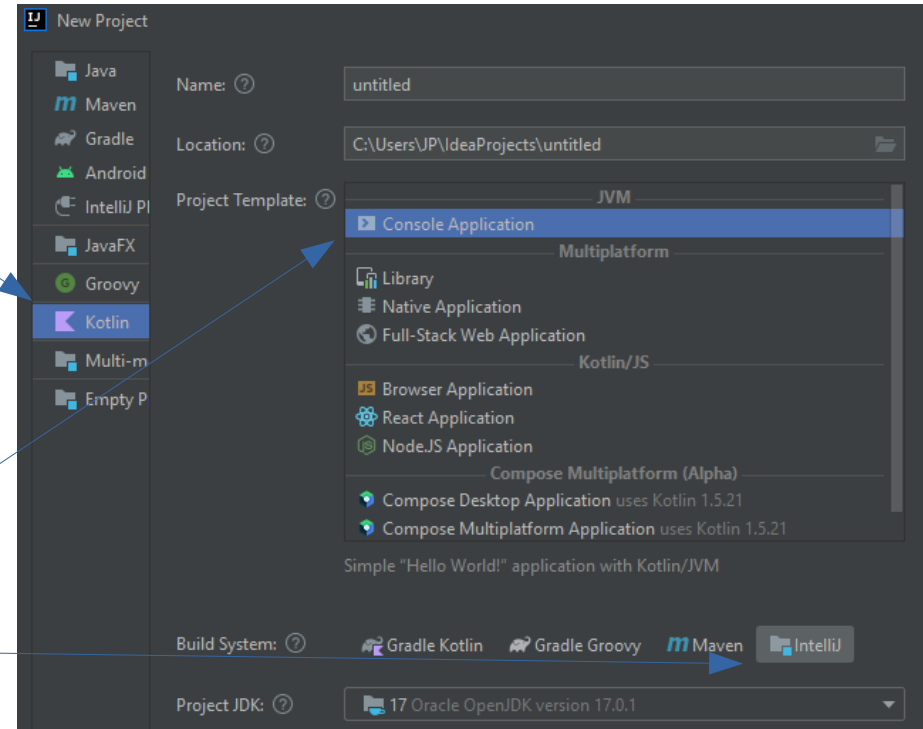 New Project
Java
Maven
Gradle
Android
IntelliJ Pl
JavaFX
Groovy
Kotlin
Multi-m
Empty P
Name:
untitled
Location:
C:\Users\JP\IdeaProjects\untitled
Project Template:
JVM
Console Application
Multiplatform
Library
Native Application
Full-Stack Web Application
Kotlin/JS
Browser Application
React Application
Node.JS Application
Compose Multiplatform (Alpha)
Compose Desktop Application uses Kotlin 1.5.21
Compose Multiplatform Application uses Kotlin 1.5.21
Simple "Hello World!" application with Kotlin/JVM
Build System: Gradle Kotlin Gradle Groovy Maven IntelliJ
Project JDK: 17 Oracle OpenJDK version 17.0.1